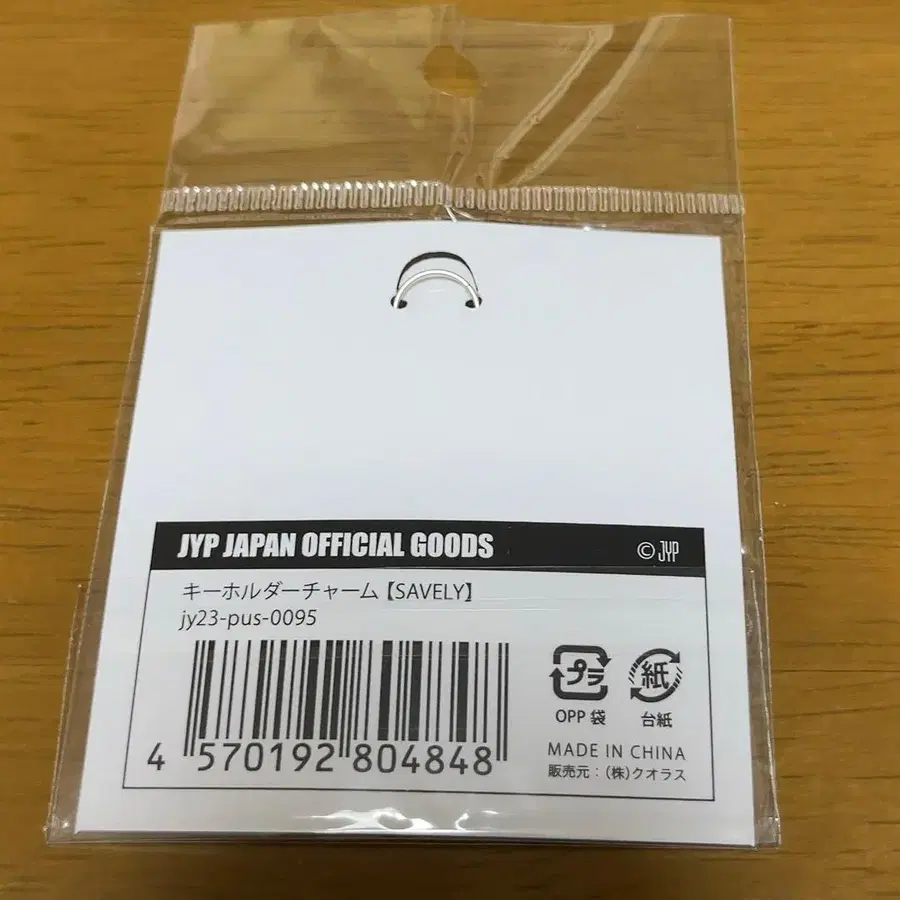 JYP JAPAN OFFICIAL GOODS © JYP
キーホルダーチャーム【SAVELY】
jy23-pus-0095
4 570192 804848
プラ 紙
OPP 袋 台紙
MADE IN CHINA
販売元：（株）クオラス